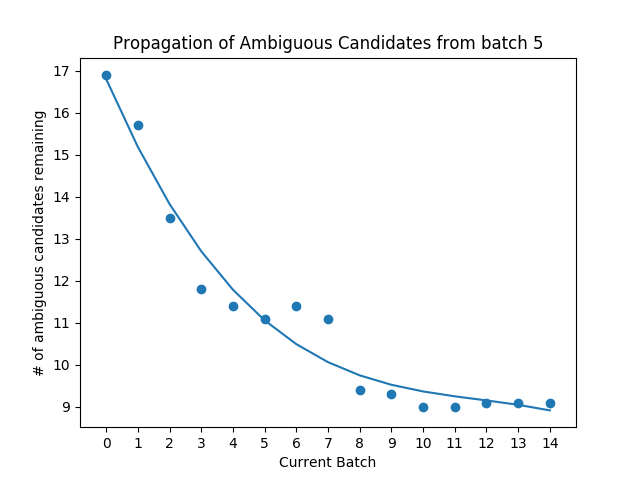 Propagation of Ambiguous Candidates from batch 5
17
16
15
14
13
12
11
10
9
# of ambiguous candidates remaining
0 1 2 3 4 5 6 7 8 9 10 11 12 13 14
Current Batch